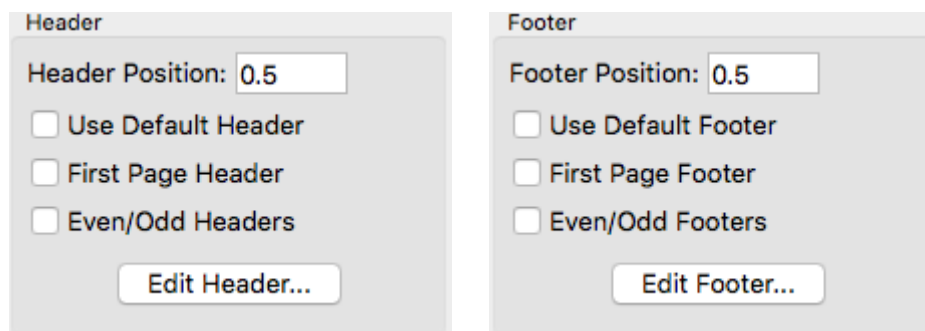 Header
Header Position: 0.5
Use Default Header
First Page Header
Even/Odd Headers
Edit Header...
Footer
Footer Position: 0.5
Use Default Footer
First Page Footer
Even/Odd Footers
Edit Footer...